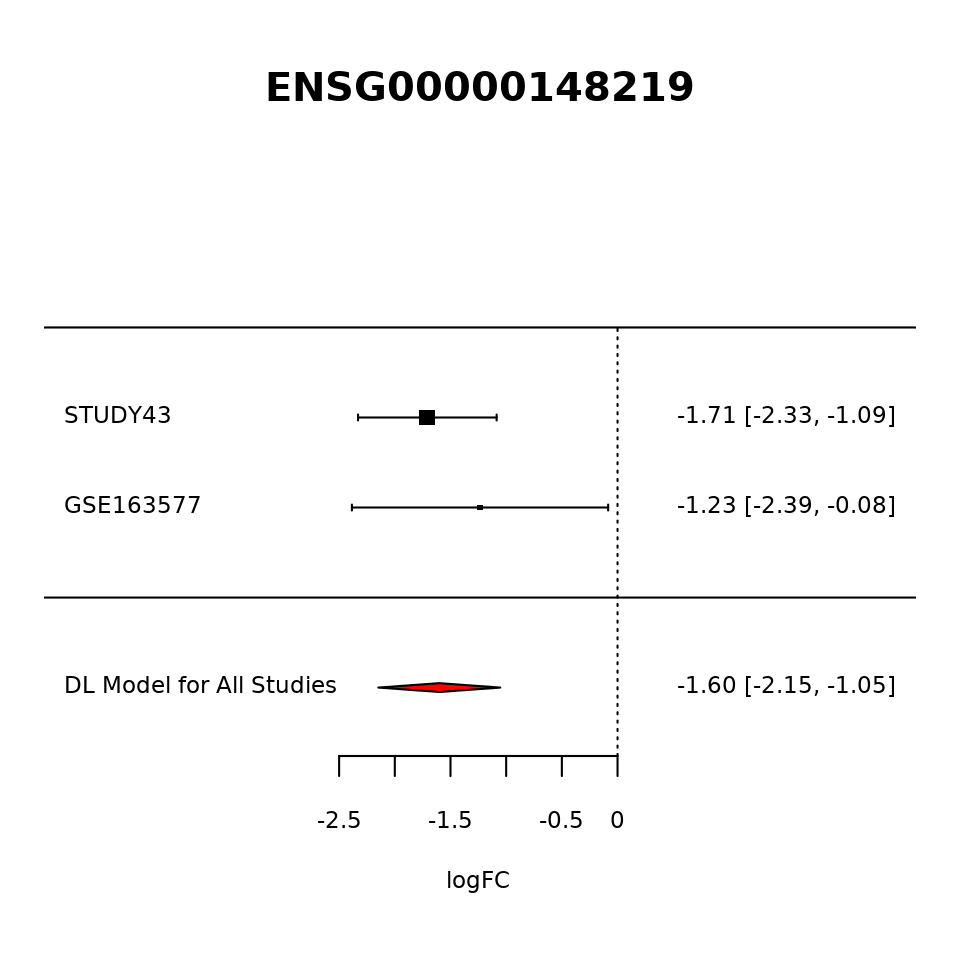 ENSG00000148219
STUDY43 -1.71 [-2.33, -1.09]
GSE163577 -1.23 [-2.39, -0.08]
DL Model for All Studies -1.60 [-2.15, -1.05]
-2.5 -1.5 -0.5 0
logFC